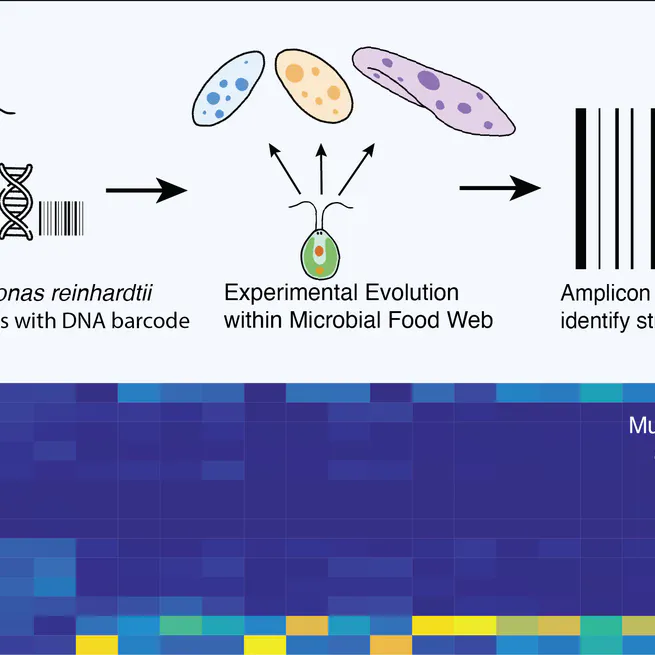 onas reinhardtii
s with DNA barcode
Experimental Evolution
within Microbial Food Web
Amplicon
identify st
Mu